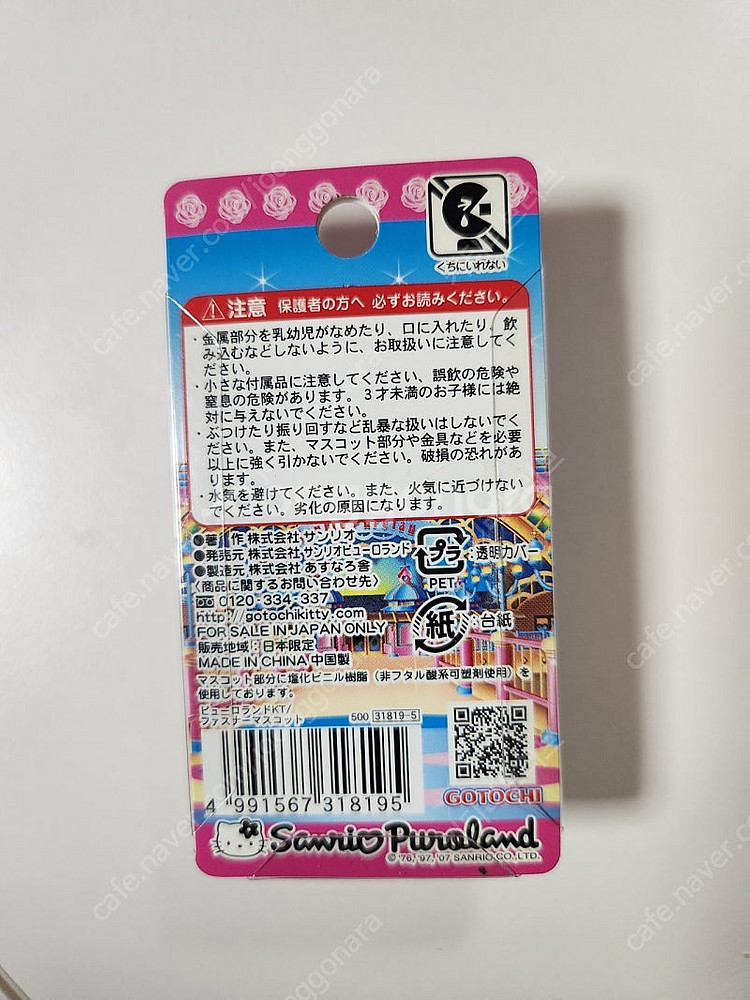 くちにいれない
注意 保護者の方へ 必ずお読みください。
・金属部分を乳幼児がなめたり、口に入れたり、飲
み込むなどしないように、お取扱いに注意してく
ださい。
・小さな付属品に注意してください、誤飲の危険や
窒息の危険があります。3才未満のお子様には絶
対に与えないでください。
・ぶつけたり振り回すなど乱暴な扱いはしないでく
ださい。また、マスコット部分や金具などを必要
以上に強く引かないでください。破損の恐れがあ
ります。
・水気を避けてください。また、火気に近づけない
でください。劣化の原因になります。
●著 作 株式会社 サンリオ
●発売元 株式会社 サンリオピューロランド
●製造元 株式会社 あすなろ舎
〈商品に関するお問い合わせ先〉
0120-334-337
http://gotochikitty.com
FOR SALE IN JAPAN ONLY
販売地域：日本限定
MADE IN CHINA 中国製
プラ：透明カバー
PET
紙：台紙
マスコット部分に塩化ビニル樹脂（非フタル酸系可塑剤使用）を
使用しております。
ピューロランドKT/
ファスナーマスコット
500 31819-5
4 991567 318195
GOTOCHI
Sanrio Puroland
© '76, '97, '07 SANRIO CO., LTD.
cafe.naver.com/joonggonara